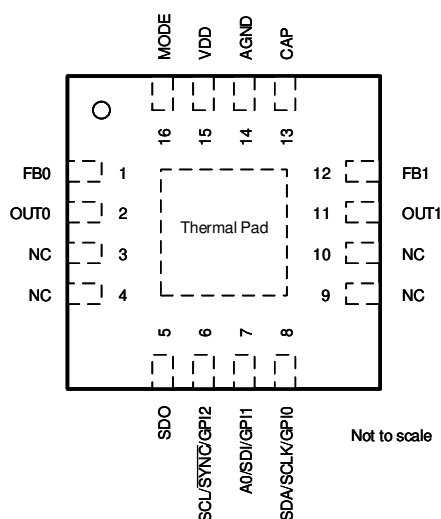 MODE
VDD
AGND
CAP
16
15
14
13
FB0
1
12
FB1
OUT0
2
Thermal Pad
11
OUT1
NC
3
10
NC
NC
4
9
NC
5
6
7
8
SDO
SCL/SYNC/GPI2
A0/SDI/GPI1
SDA/SCLK/GPI0
Not to scale